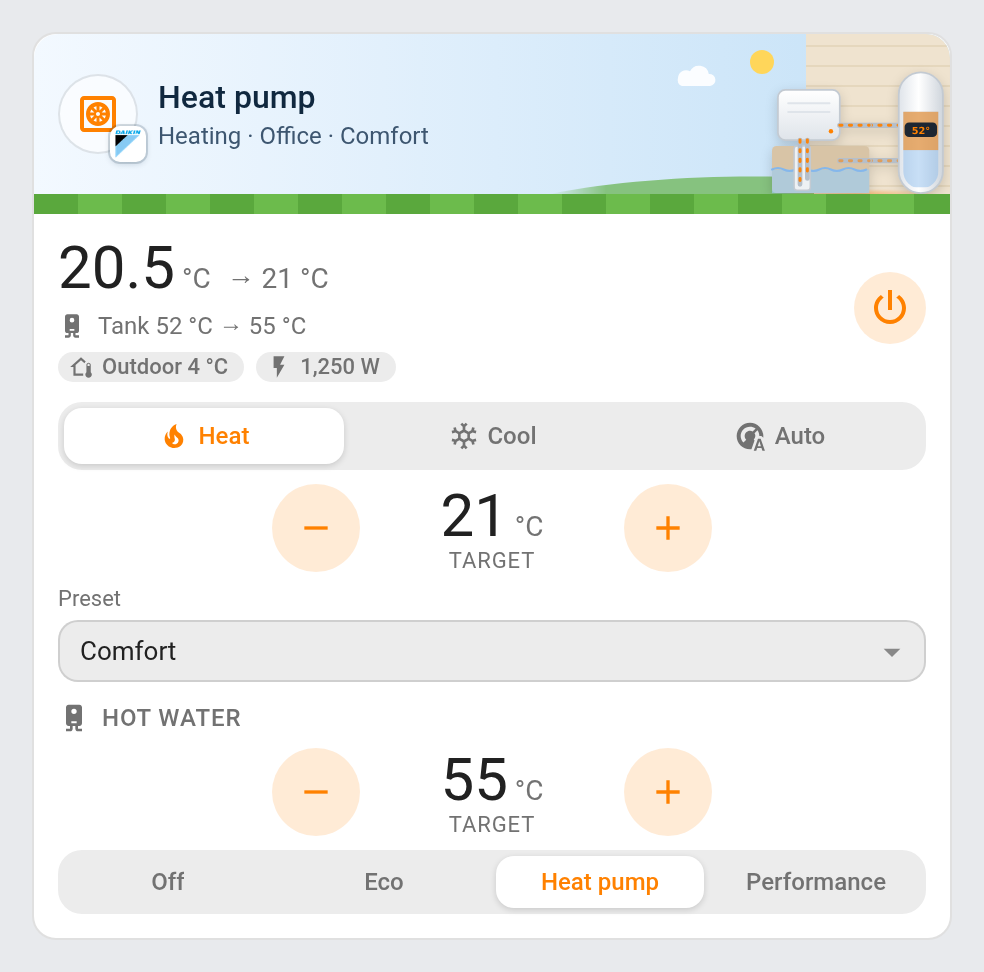 Heat pump
Heating · Office · Comfort
DAIKIN
52°
20.5 °C → 21 °C
Tank 52 °C → 55 °C
Outdoor 4 °C 1,250 W
Heat Cool Auto
21 °C
TARGET
Preset
Comfort
HOT WATER
55 °C
TARGET
Off Eco Heat pump Performance